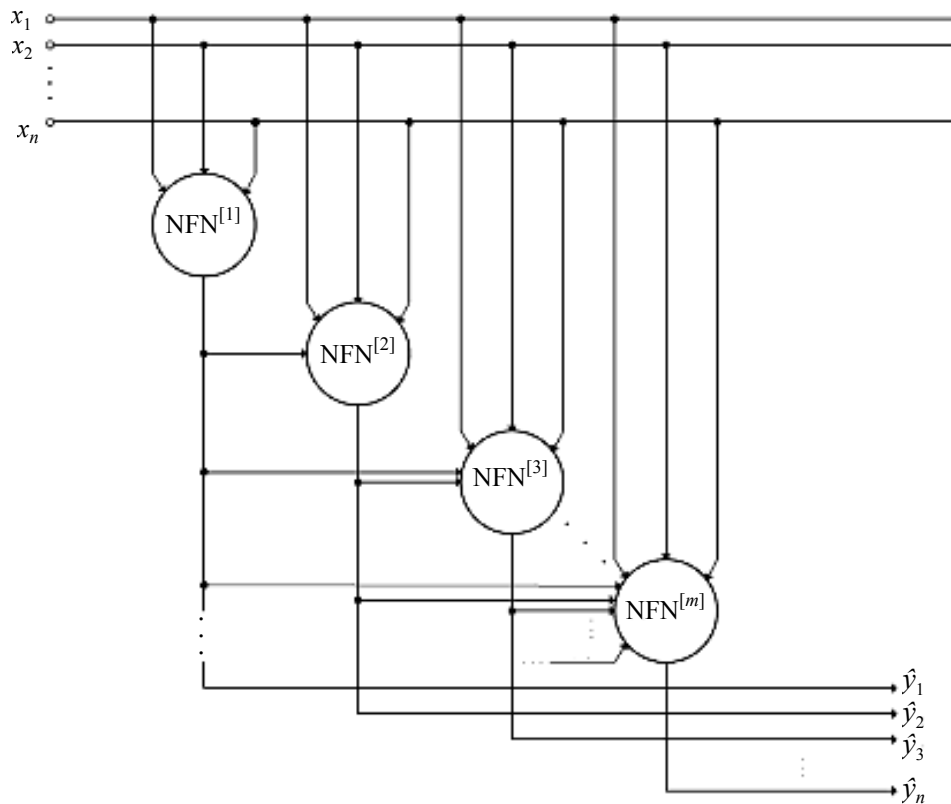 x₁
x₂
xₙ
NFN[1]
NFN[2]
NFN[3]
NFN[m]
ŷ₁
ŷ₂
ŷ₃
ŷₙ